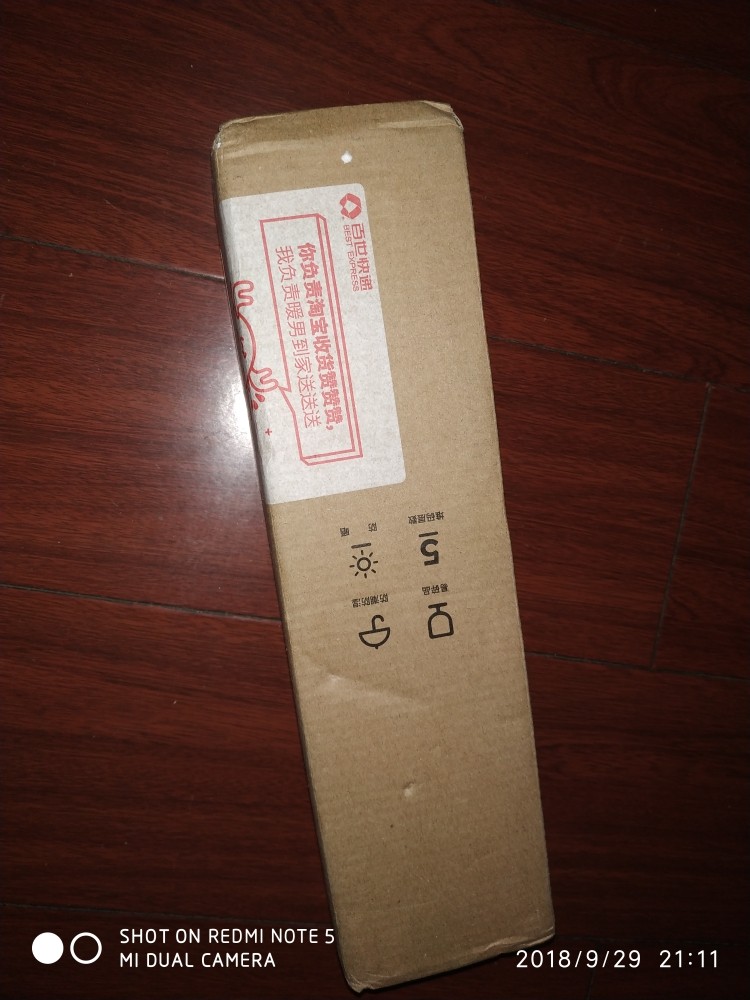 百世快递
BEST EXPRESS
你负责淘宝收货赞赞赞,
我负责暖男到家送送送
堆码层数
5
防晒
易碎品
防潮防湿
SHOT ON REDMI NOTE 5
MI DUAL CAMERA
2018/9/29 21:11